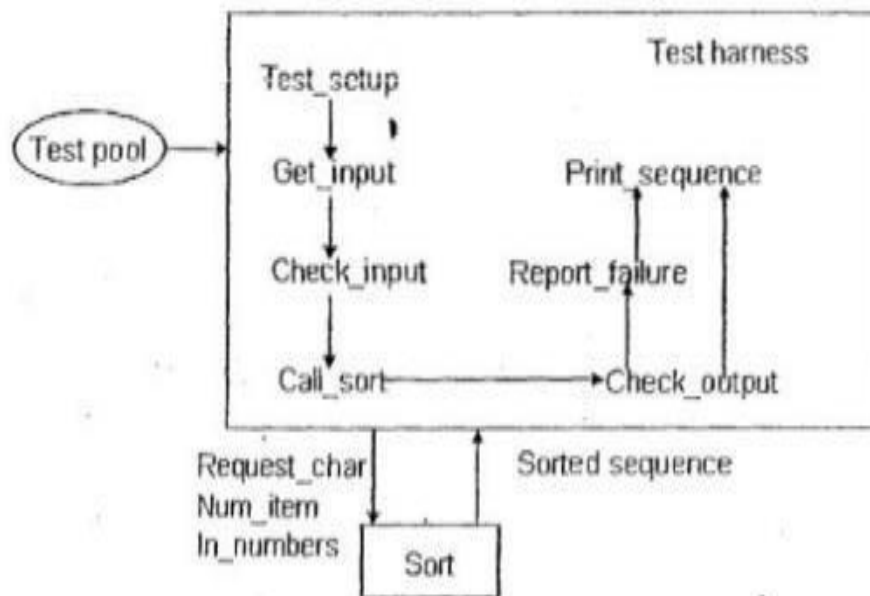 Test harness
Test_setup
Test pool
Get_input
Print_sequence
Check_input
Report_failure
Call_sort
Check_output
Request_char
Sorted sequence
Num_item
In_numbers
Sort